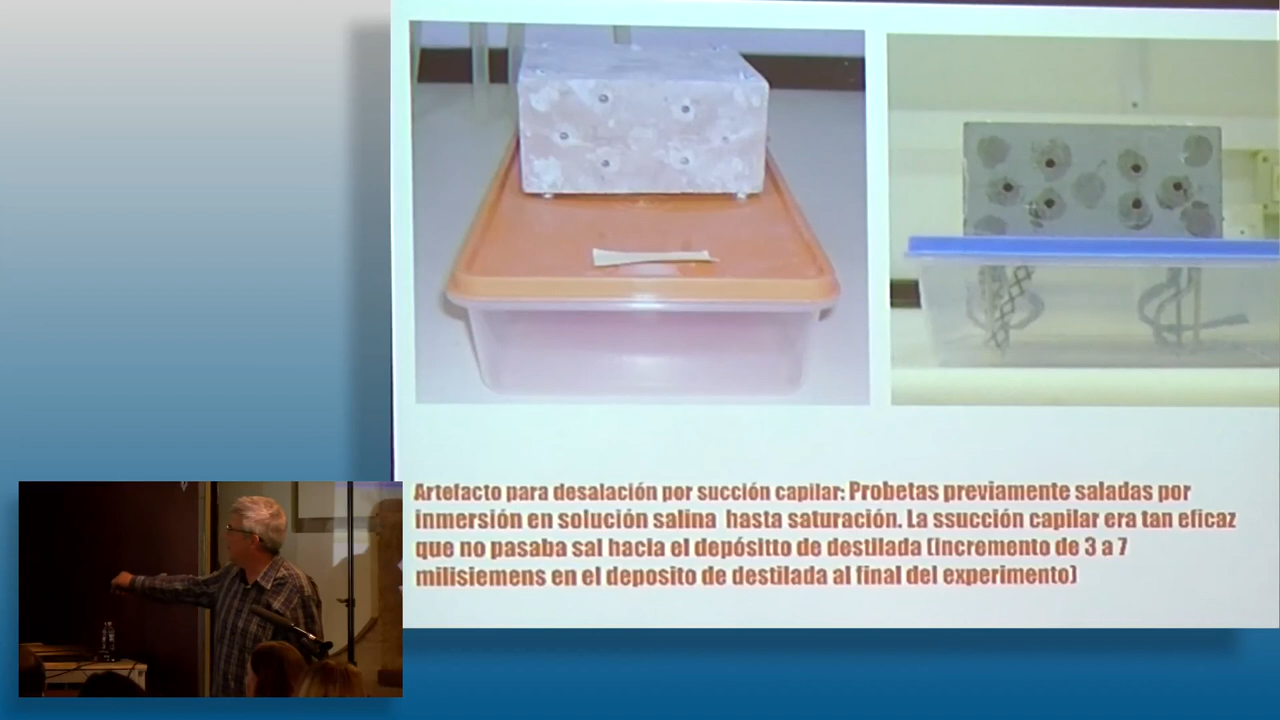 Artefacto para desalación por succión capilar: Probetas previamente saladas por
inmersión en solución salina hasta saturación. La ssucción capilar era tan eficaz
que no pasaba sal hacia el depósitto de destilada (incremento de 3 a 7
milisiemens en el deposito de destilada al final del experimento)